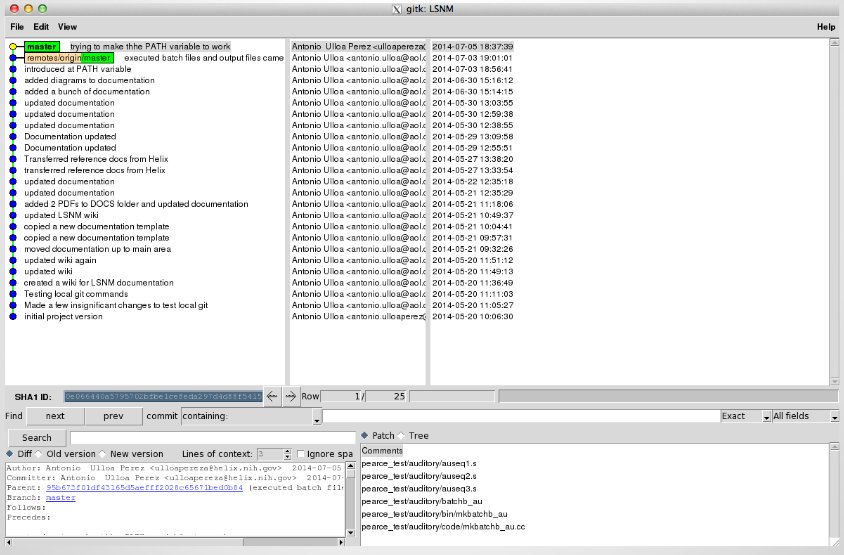 gitk: LSNM
File Edit View Help
master trying to make thhe PATH variable to work Antonio Ulloa Perez <ulloapereza( 2014-07-05 18:37:39
remotes/origin/master executed batch files and output files came Antonio Ulloa <antonio.ulloa@aol.c 2014-07-03 19:01:01
introduced at PATH variable Antonio Ulloa <antonio.ulloa@aol.c 2014-07-03 18:56:41
added diagrams to documentation Antonio Ulloa <antonio.ulloa@aol.c 2014-06-30 15:16:12
added a bunch of documentation Antonio Ulloa <antonio.ulloa@aol.c 2014-06-30 15:14:15
updated documentation Antonio Ulloa <antonio.ulloa@aol.c 2014-05-30 13:03:55
updated documentation Antonio Ulloa <antonio.ulloa@aol.c 2014-05-30 12:59:38
updated documentation Antonio Ulloa <antonio.ulloa@aol.c 2014-05-30 12:38:55
Documentation updated Antonio Ulloa <antonio.ulloa@aol.c 2014-05-29 13:09:58
Documentation updated Antonio Ulloa <antonio.ulloa@aol.c 2014-05-29 12:55:51
Transferred reference docs from Helix Antonio Ulloa <antonio.ulloa@aol.c 2014-05-27 13:38:20
transferred reference docs from Helix Antonio Ulloa <antonio.ulloa@aol.c 2014-05-27 13:33:54
updated documentation Antonio Ulloa <antonio.ulloa@aol.c 2014-05-22 12:35:18
updated documentation Antonio Ulloa <antonio.ulloa@aol.c 2014-05-21 12:35:29
added 2 PDFs to DOCS folder and updated documentation Antonio Ulloa <antonio.ulloa@aol.c 2014-05-21 11:18:06
updated LSNM wiki Antonio Ulloa <antonio.ulloa@aol.c 2014-05-21 10:49:37
copied a new documentation template Antonio Ulloa <antonio.ulloa@aol.c 2014-05-21 10:04:41
copied a new documentation template Antonio Ulloa <antonio.ulloa@aol.c 2014-05-21 09:57:31
moved documentation up to main area Antonio Ulloa <antonio.ulloa@aol.c 2014-05-21 09:32:26
updated wiki again Antonio Ulloa <antonio.ulloa@aol.c 2014-05-20 11:51:12
updated wiki Antonio Ulloa <antonio.ulloa@aol.c 2014-05-20 11:49:13
created a wiki for LSNM documentation Antonio Ulloa <antonio.ulloa@aol.c 2014-05-20 11:36:49
Testing local git commands Antonio Ulloa <antonio.ulloa@aol.c 2014-05-20 11:11:03
Made a few insignificant changes to test local git Antonio Ulloa <antonio.ulloa@aol.c 2014-05-20 11:05:27
initial project version Antonio Ulloa <antonio.ulloaperez@ 2014-05-20 10:06:30
SHA1 ID: Row 1 / 25
Find next prev commit containing: Exact All fields
Search Patch Tree
Diff Old version New version Lines of context: 3 Ignore spa
Author: Antonio Ulloa Perez <ulloapereza@helix.nih.gov> 2014-07-05
Committer: Antonio Ulloa Perez <ulloapereza@helix.nih.gov> 2014-07
Parent: 95b673f01df43165d5aefff2028c65671bed0b84 (executed batch file
Branch: master
Follows:
Precedes:
Comments
pearce_test/auditory/auseq1.s
pearce_test/auditory/auseq2.s
pearce_test/auditory/auseq3.s
pearce_test/auditory/batchb_au
pearce_test/auditory/bin/mkbatchb_au
pearce_test/auditory/code/mkbatchb_au.cc